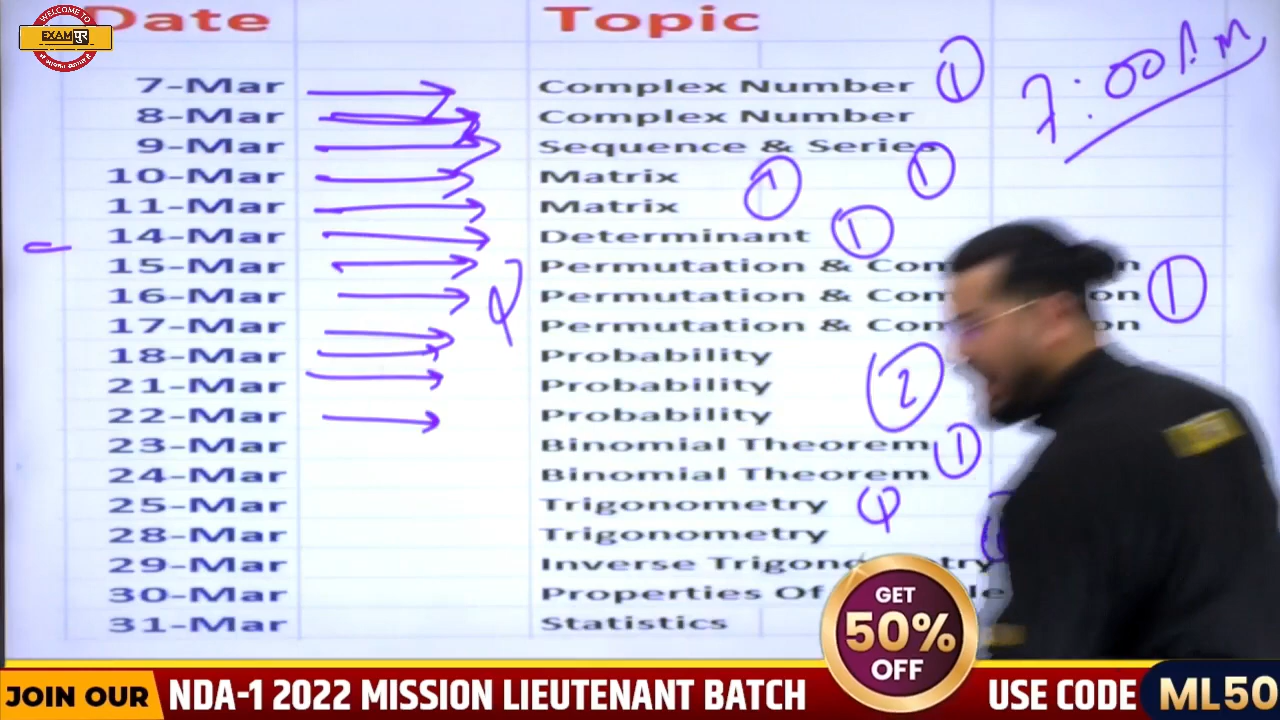 WELCOME TO
EXAM पुर
Date Topic
7:00 A.M
7-Mar Complex Number 1
8-Mar Complex Number
9-Mar Sequence & Series 1
10-Mar Matrix 1
11-Mar Matrix
14-Mar Determinant 1
15-Mar Permutation & Com n
16-Mar Permutation & Com on 1
17-Mar Permutation & Com on
18-Mar Probability
21-Mar Probability 2
22-Mar Probability
23-Mar Binomial Theorem 1
24-Mar Binomial Theorem
25-Mar Trigonometry
28-Mar Trigonometry
29-Mar Inverse Trigono try
30-Mar Properties Of le
31-Mar Statistics
GET
50%
OFF
JOIN OUR NDA-1 2022 MISSION LIEUTENANT BATCH USE CODE ML50